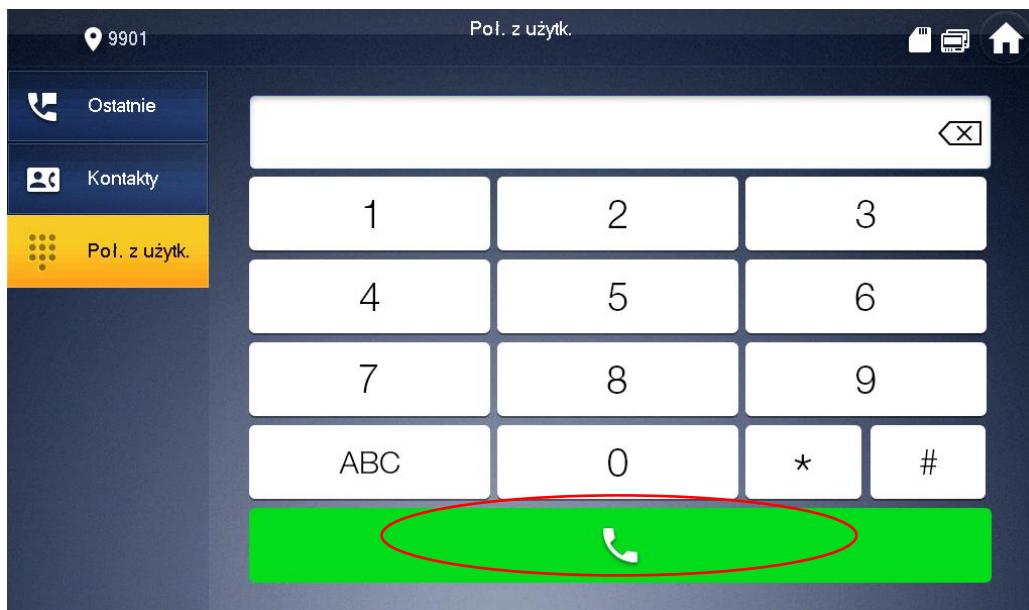 9901
Poł. z użytk.
Ostatnie
Kontakty
Poł. z użytk.
1 2 3
4 5 6
7 8 9
ABC 0 * #